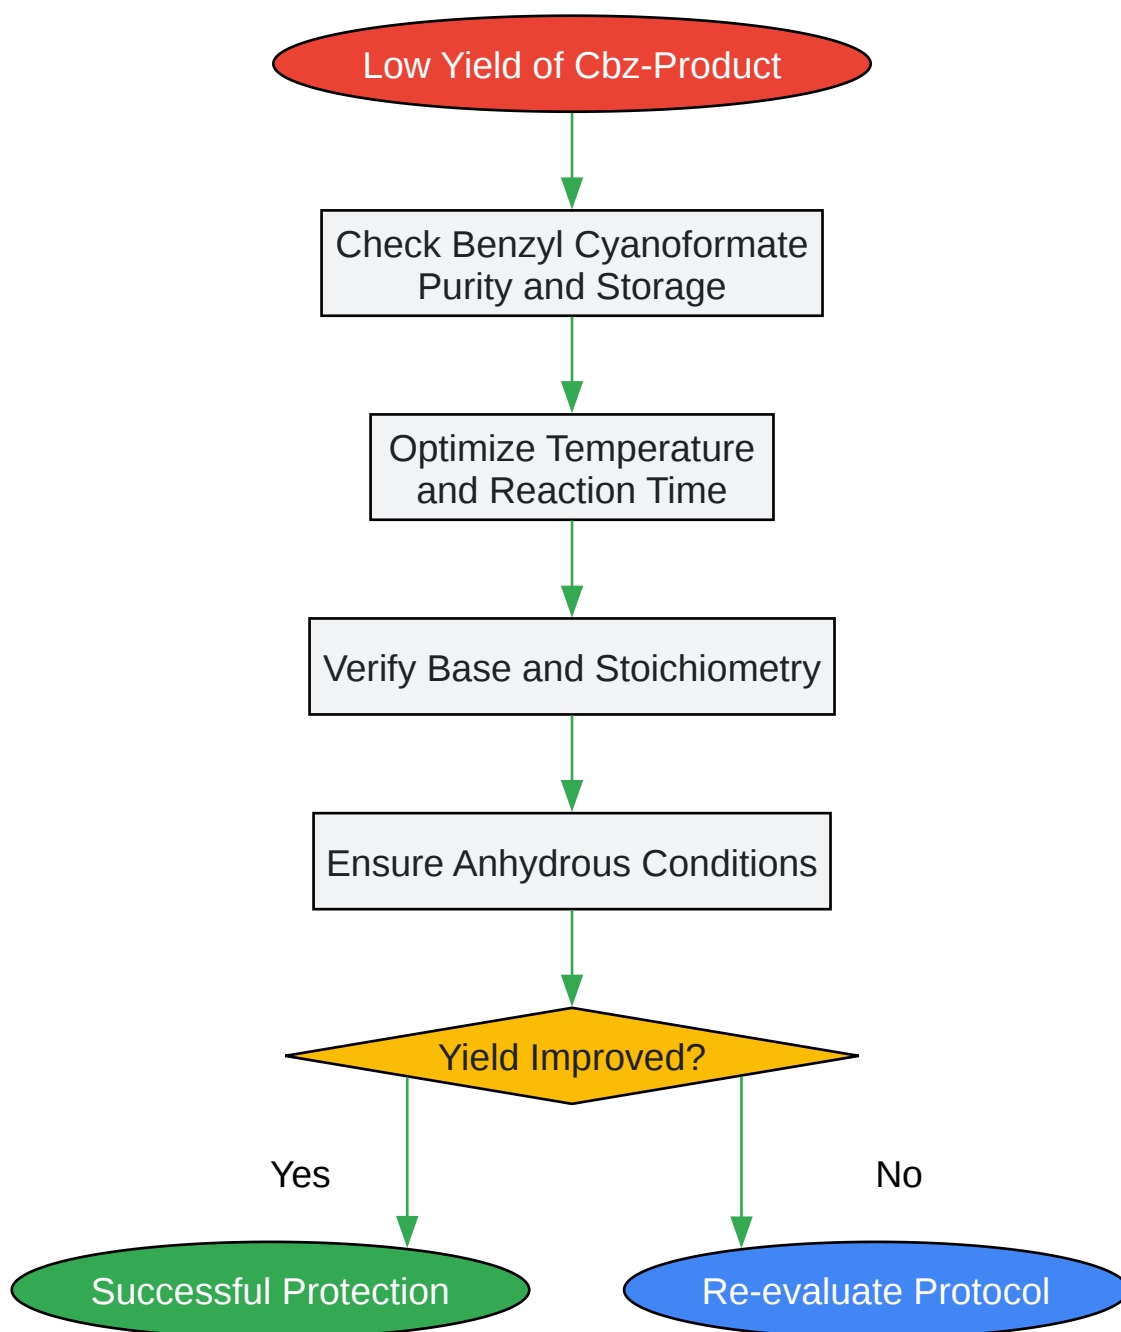 Low Yield of Cbz-Product
Check Benzyl Cyanoformate
Purity and Storage
Optimize Temperature
and Reaction Time
Verify Base and Stoichiometry
Ensure Anhydrous Conditions
Yield Improved?
Yes
No
Successful Protection
Re-evaluate Protocol